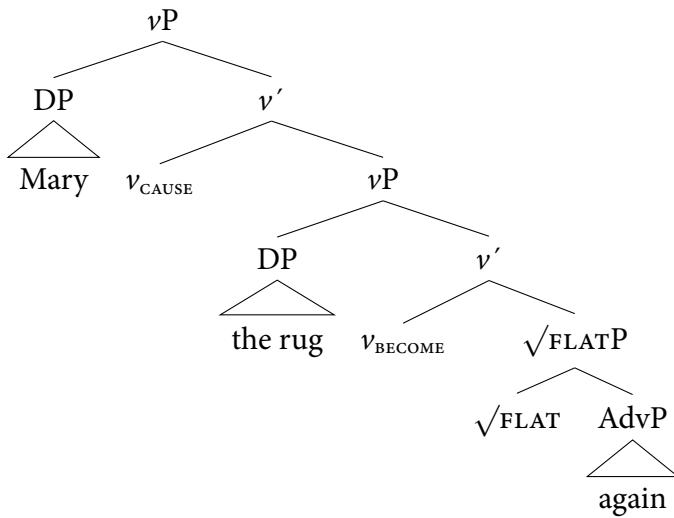 vP
DP v′
Mary v_CAUSE vP
DP v′
the rug v_BECOME √FLATP
√FLAT AdvP
again